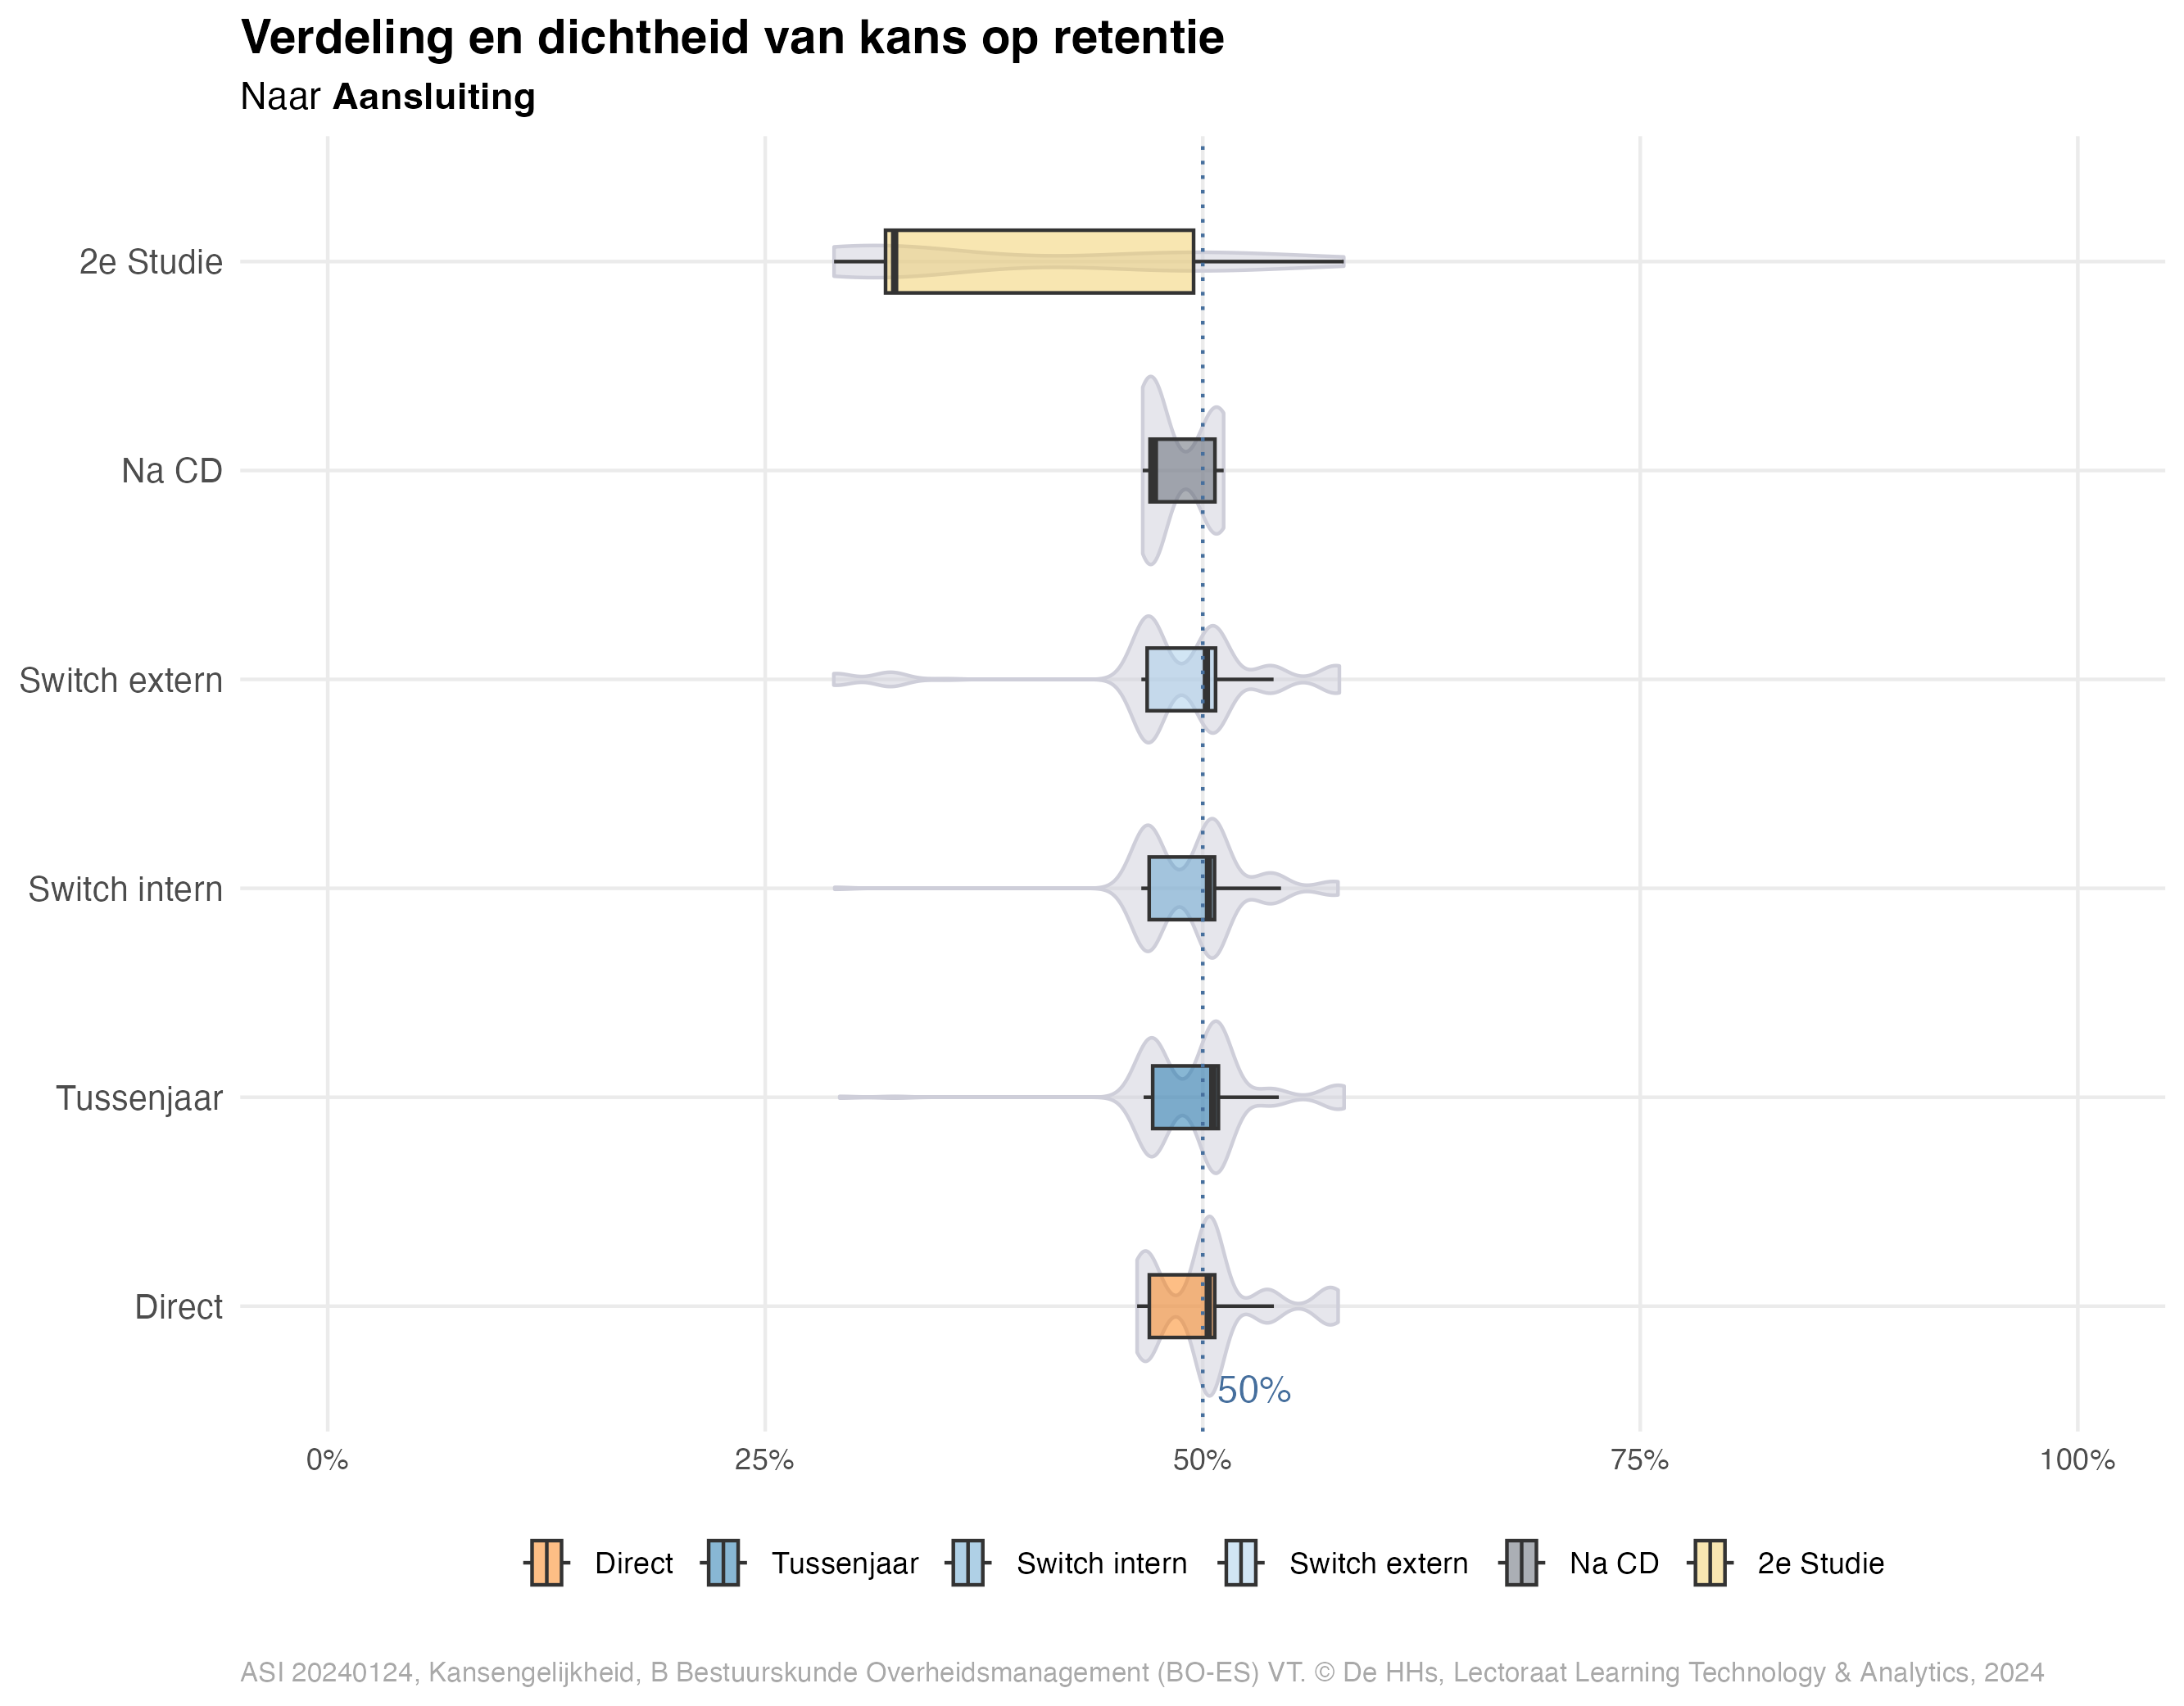 Verdeling en dichtheid van kans op retentie
Naar Aansluiting
2e Studie
Na CD
Switch extern
Switch intern
Tussenjaar
Direct
50%
0% 25% 50% 75% 100%
Direct Tussenjaar Switch intern Switch extern Na CD 2e Studie
ASI 20240124, Kansengelijkheid, B Bestuurskunde Overheidsmanagement (BO-ES) VT. © De HHs, Lectoraat Learning Technology & Analytics, 2024